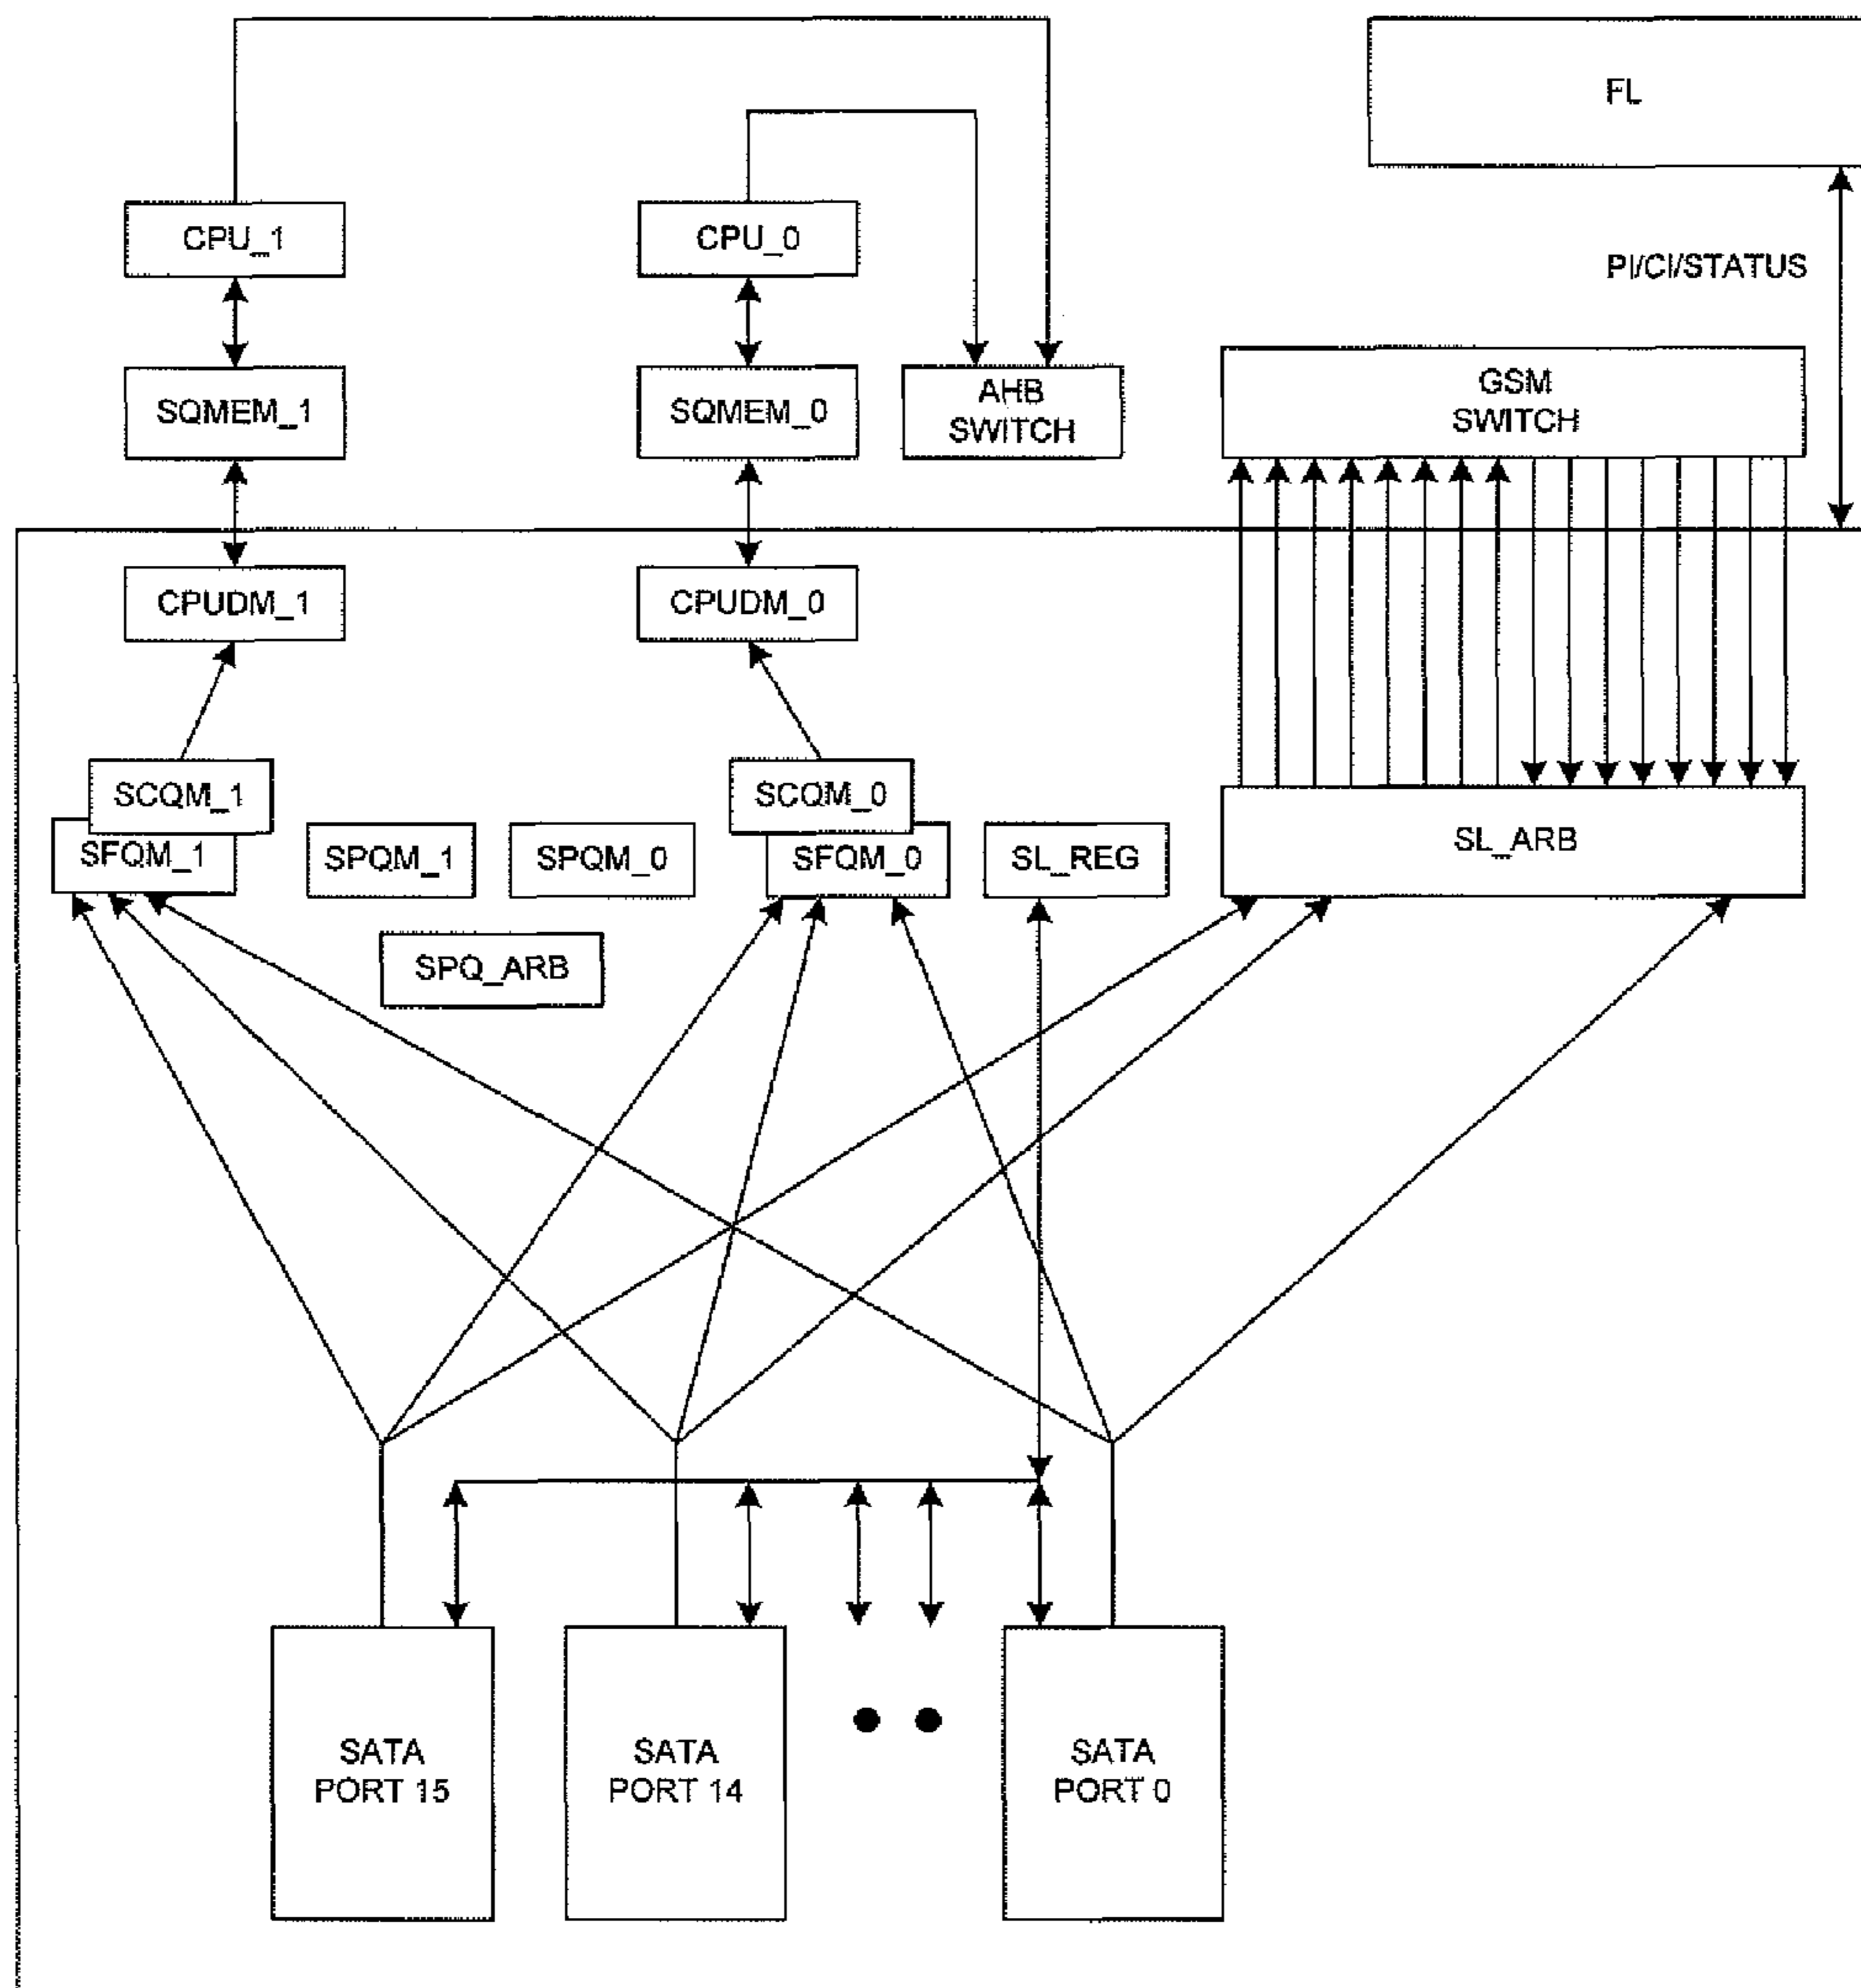 FL
CPU_1
CPU_0
PI/CI/STATUS
SQMEM_1
SQMEM_0
AHB
SWITCH
GSM
SWITCH
CPUDM_1
CPUDM_0
SCQM_1
SCQM_0
SFQM_1
SPQM_1
SPQM_0
SFQM_0
SL_REG
SL_ARB
SPQ_ARB
SATA
PORT 15
SATA
PORT 14
SATA
PORT 0